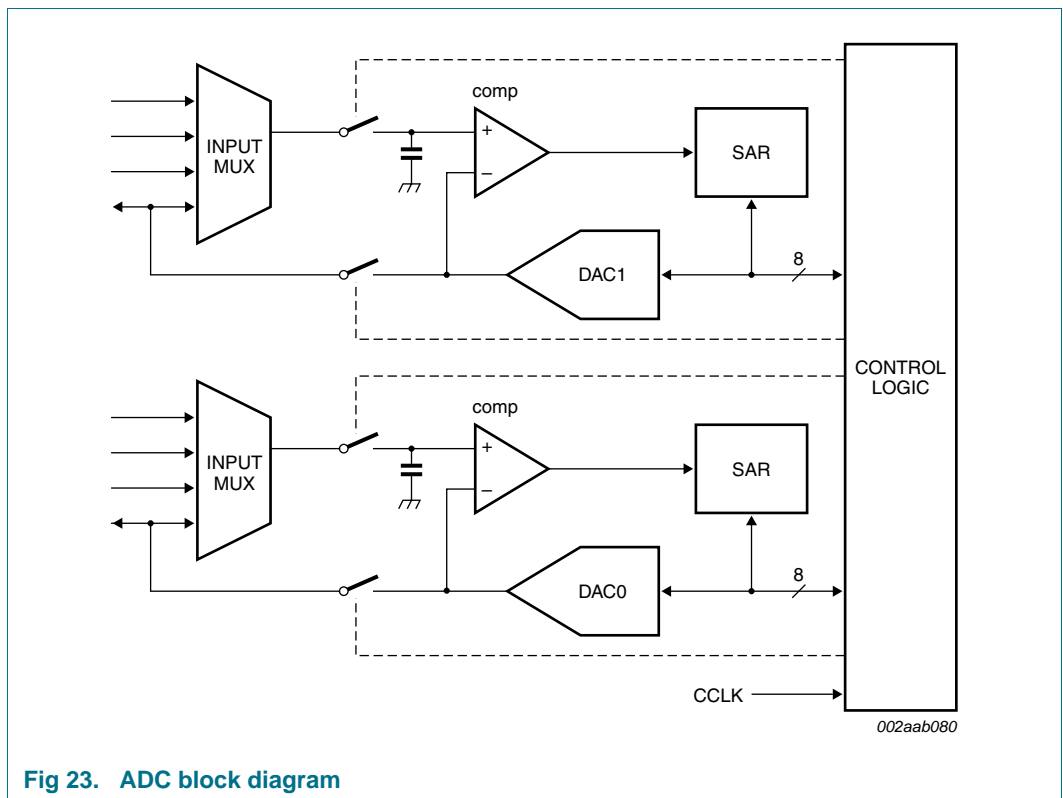 comp
INPUT
MUX
+
–
SAR
DAC1
8
CONTROL
LOGIC
comp
INPUT
MUX
+
–
SAR
DAC0
8
CCLK
002aab080
Fig 23. ADC block diagram